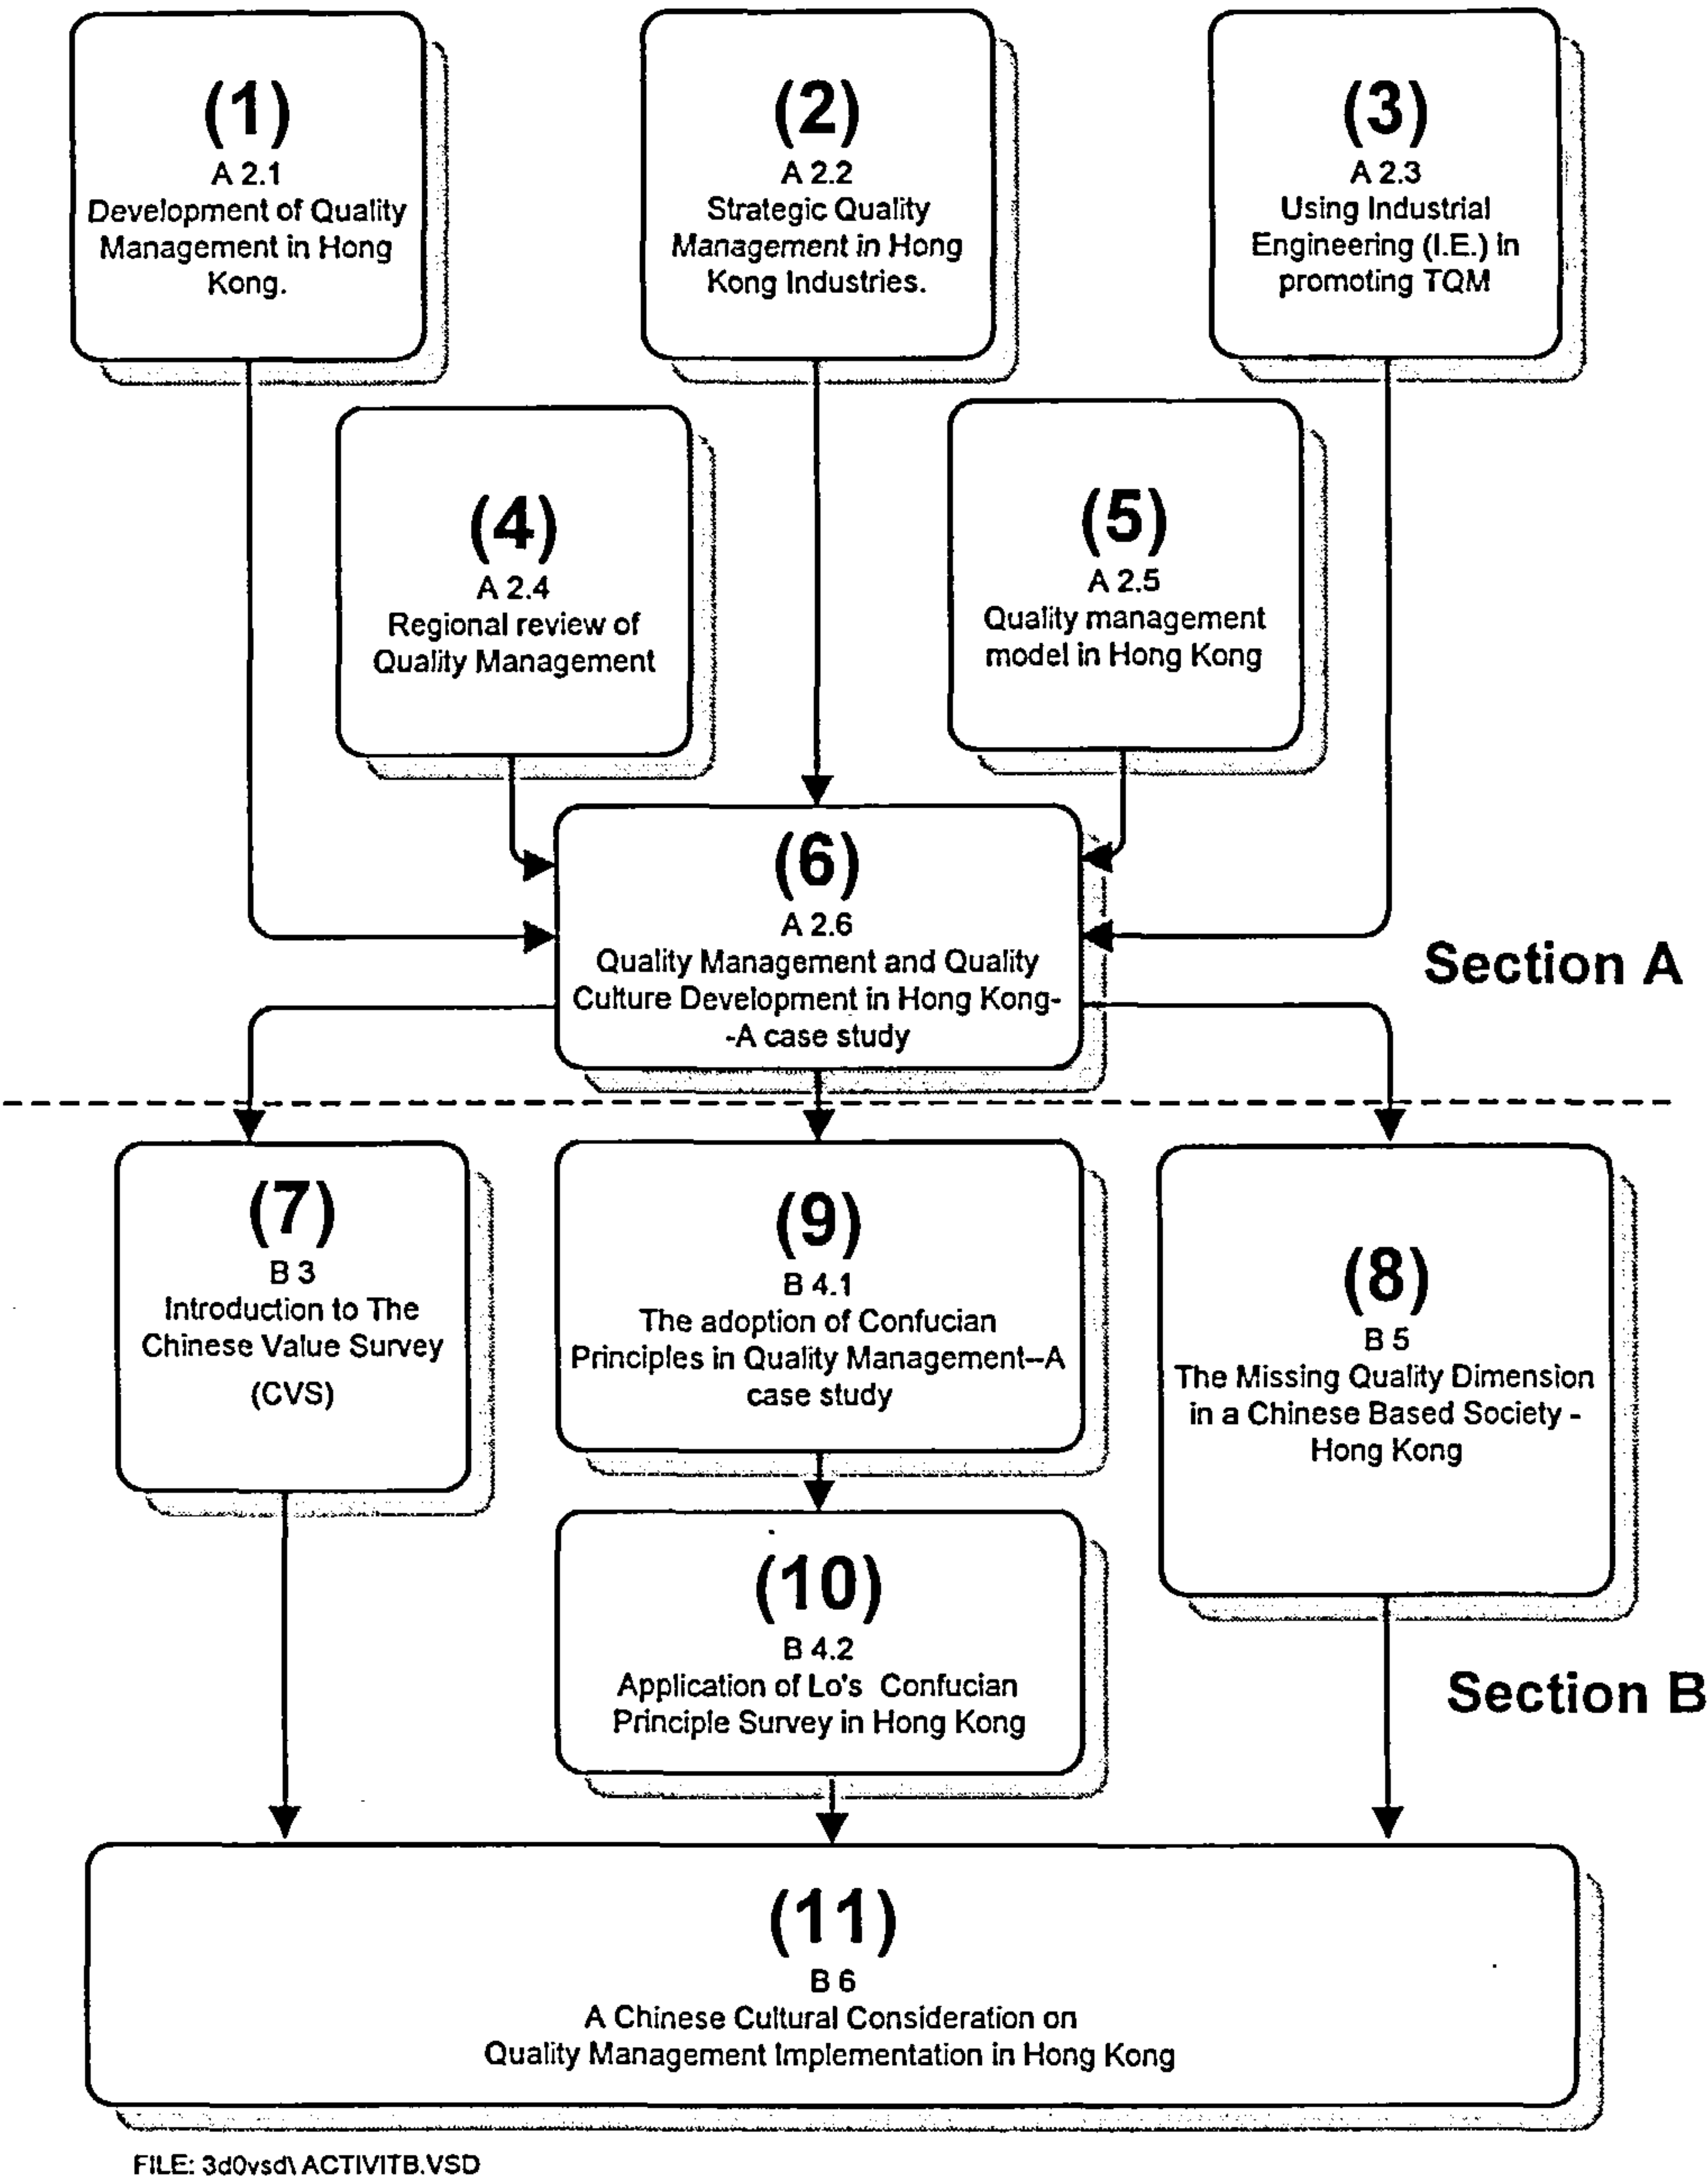 (1)
A 2.1
Development of Quality
Management in Hong
Kong.
(2)
A 2.2
Strategic Quality
Management in Hong
Kong Industries.
(3)
A 2.3
Using Industrial
Engineering (I.E.) in
promoting TQM
(4)
A 2.4
Regional review of
Quality Management
(5)
A 2.5
Quality management
model in Hong Kong
(6)
A 2.6
Quality Management and Quality
Culture Development in Hong Kong-
-A case study
Section A
(7)
B 3
Introduction to The
Chinese Value Survey
(CVS)
(9)
B 4.1
The adoption of Confucian
Principles in Quality Management--A
case study
(8)
B 5
The Missing Quality Dimension
in a Chinese Based Society -
Hong Kong
(10)
B 4.2
Application of Lo's Confucian
Principle Survey in Hong Kong
Section B
(11)
B 6
A Chinese Cultural Consideration on
Quality Management Implementation in Hong Kong
FILE: 3d0vsd\ACTIVITB.VSD